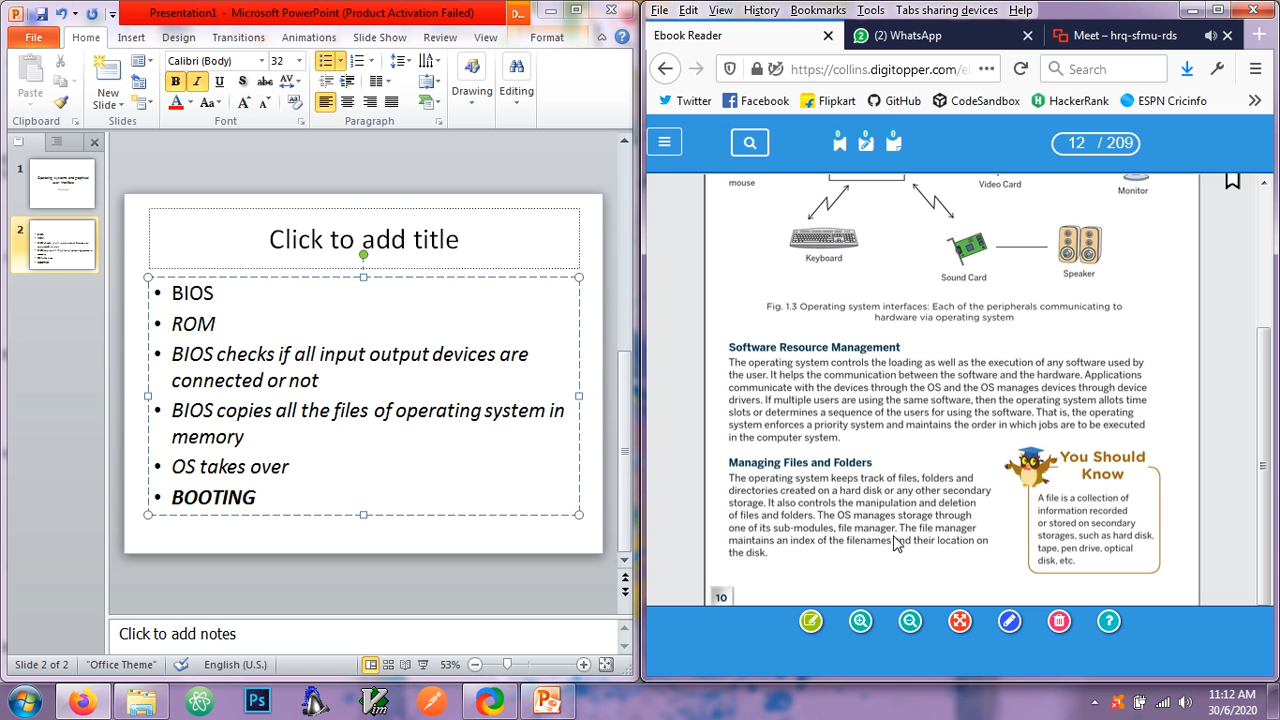 Presentation1 - Microsoft PowerPoint (Product Activation Failed)
D...
File Home Insert Design Transitions Animations Slide Show Review View Format
Paste
New
Slide
Calibri (Body) 32
B I U S abc AV
A Aa A A
Drawing
Editing
Clipboard Slides Font Paragraph
1
Operating systems and graphical
user interface
2
Click to add title
• BIOS
• ROM
• BIOS checks if all input output devices are
connected or not
• BIOS copies all the files of operating system in
memory
• OS takes over
• BOOTING
Click to add notes
Slide 2 of 2 "Office Theme" English (U.S.) 53%
File Edit View History Bookmarks Tools Tabs sharing devices Help
Ebook Reader
(2) WhatsApp
Meet – hrq-sfmu-rds
https://collins.digitopper.com/el
Search
Twitter Facebook Flipkart GitHub CodeSandbox HackerRank ESPN Cricinfo
0 0 0
12 / 209
mouse
Video Card
Monitor
Keyboard
Sound Card
Speaker
Fig. 1.3 Operating system interfaces: Each of the peripherals communicating to
hardware via operating system
Software Resource Management
The operating system controls the loading as well as the execution of any software used by
the user. It helps the communication between the software and the hardware. Applications
communicate with the devices through the OS and the OS manages devices through device
drivers. If multiple users are using the same software, then the operating system allots time
slots or determines a sequence of the users for using the software. That is, the operating
system enforces a priority system and maintains the order in which jobs are to be executed
in the computer system.
Managing Files and Folders
The operating system keeps track of files, folders and
directories created on a hard disk or any other secondary
storage. It also controls the manipulation and deletion
of files and folders. The OS manages storage through
one of its sub-modules, file manager. The file manager
maintains an index of the filenames and their location on
the disk.
You Should
Know
A file is a collection of
information recorded
or stored on secondary
storages, such as hard disk,
tape, pen drive, optical
disk, etc.
10
11:12 AM
30/6/2020